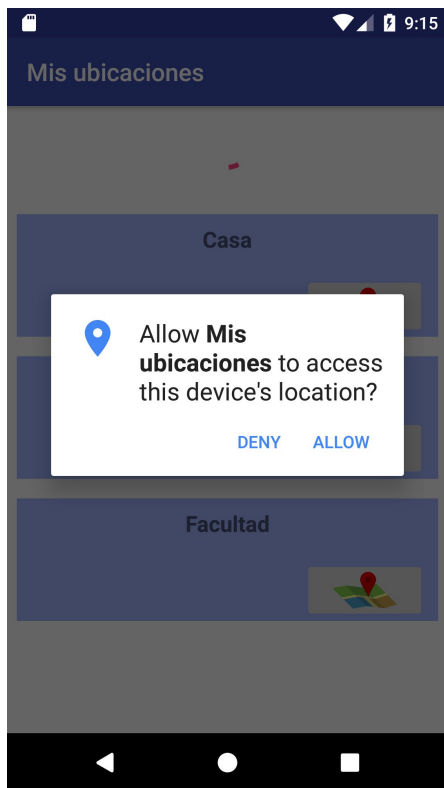 9:15
Mis ubicaciones
Casa
Allow Mis
ubicaciones to access
this device's location?
DENY ALLOW
Facultad